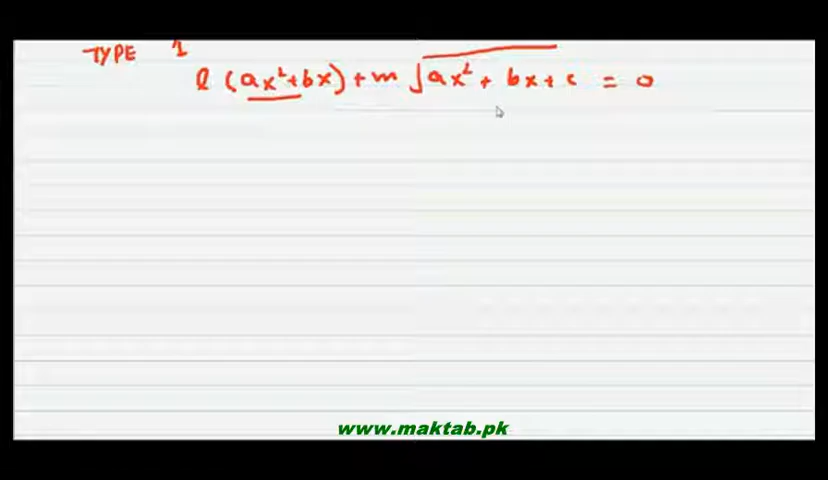 TYPE 1
l (ax²+bx) + m √ax² + bx + c = 0
www.maktab.pk